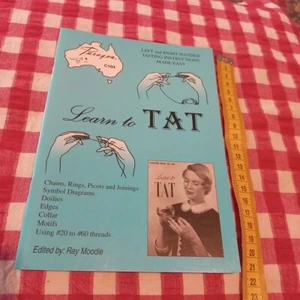 C103
LEFT and RIGHT HANDED
TATTING INSTRUCTIONS
MADE EASY
Learn to TAT
Chains, Rings, Picots and Joinings
Symbol Diagrams
Doilies
Edges
Collar
Motifs
Using #20 to #60 threads
Edited by: Ray Moodie
Learn to
TAT